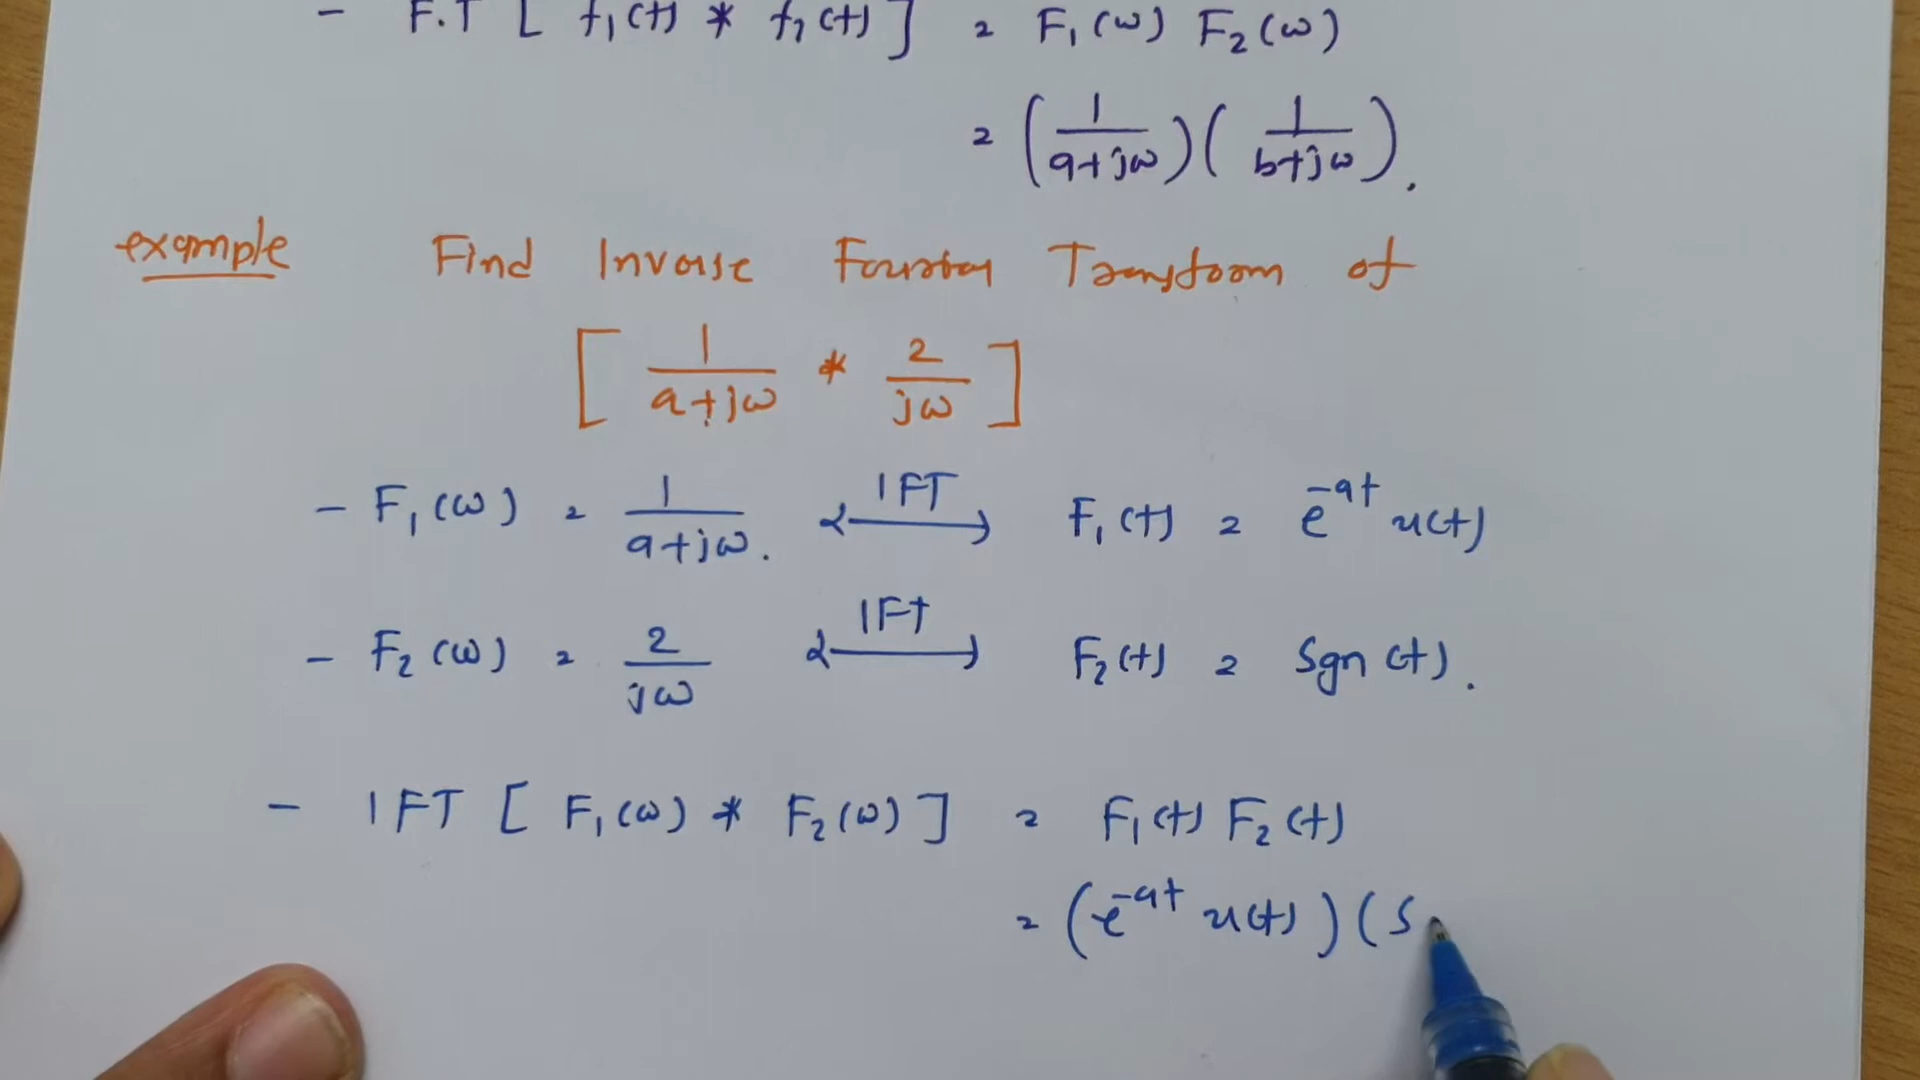 - F.T [ f₁(t) * f₂(t) ] = F₁(ω) F₂(ω)
= (1/(a+jω)) (1/(b+jω)).
example Find Inverse Fourier Transform of
[ 1/(a+jω) * 2/jω ]
- F₁(ω) = 1/(a+jω). ↔ IFT F₁(t) = e^-at u(t)
- F₂(ω) = 2/jω ↔ IFT F₂(t) = Sgn(t).
- IFT [ F₁(ω) * F₂(ω) ] = F₁(t) F₂(t)
= (e^-at u(t)) (S